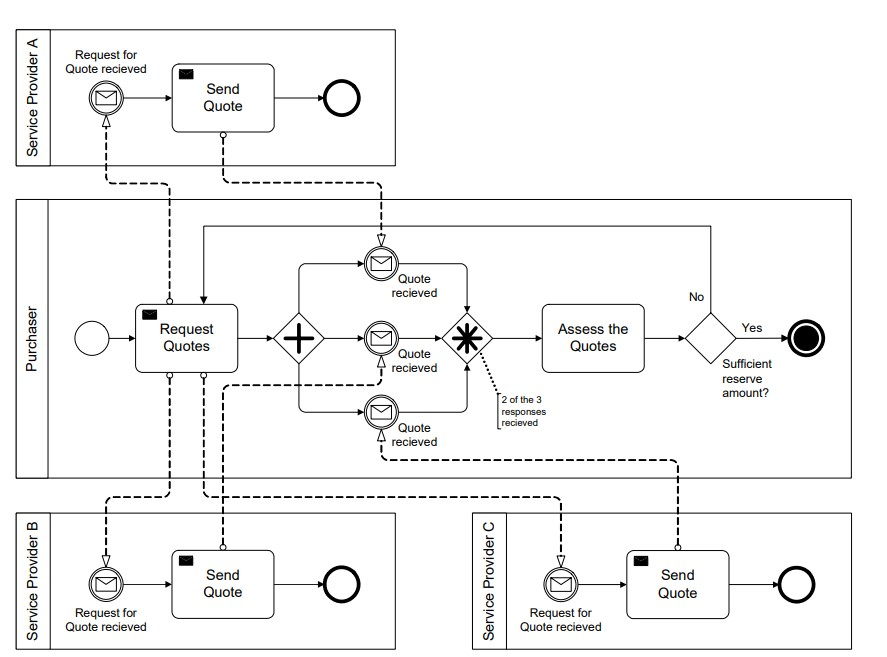 Service Provider A
Request for
Quote recieved
Send
Quote
Purchaser
Request
Quotes
Quote
recieved
Quote
recieved
Quote
recieved
2 of the 3
responses
recieved
Assess the
Quotes
No
Yes
Sufficient
reserve
amount?
Service Provider B
Request for
Quote recieved
Send
Quote
Service Provider C
Request for
Quote recieved
Send
Quote